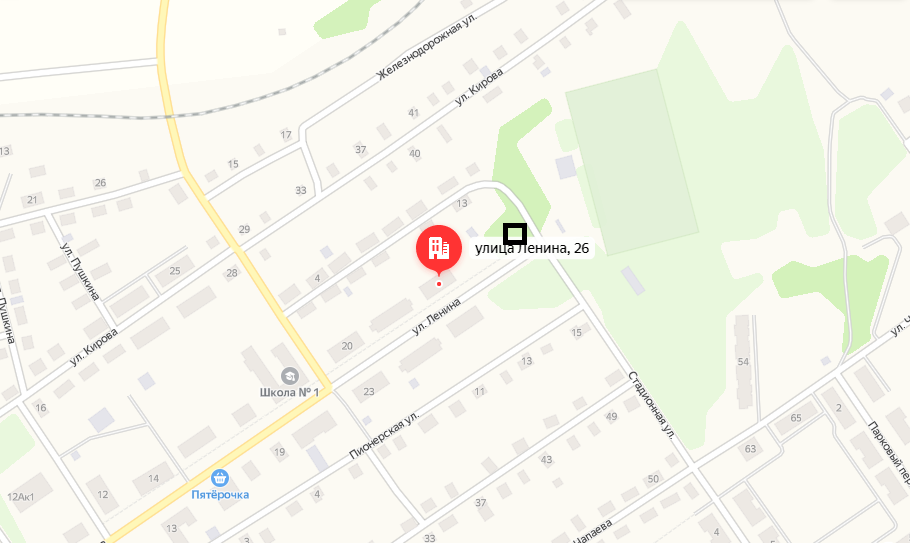 Железнодорожная ул.
ул. Кирова
41
17
13
37
40
15
26
33
21
13
29
ул. Пушкина
улица Ленина, 26
25
28
4
Пушкина
ул. Ленина
15
ул. Кирова
20
13
54
Школа № 1
23
11
Стадионная ул.
16
Пионерская ул.
49
65
2
19
63
Парковый пер
43
14
50
12Ак1
12
Пятёрочка
4
37
13
33
Чапаева
4